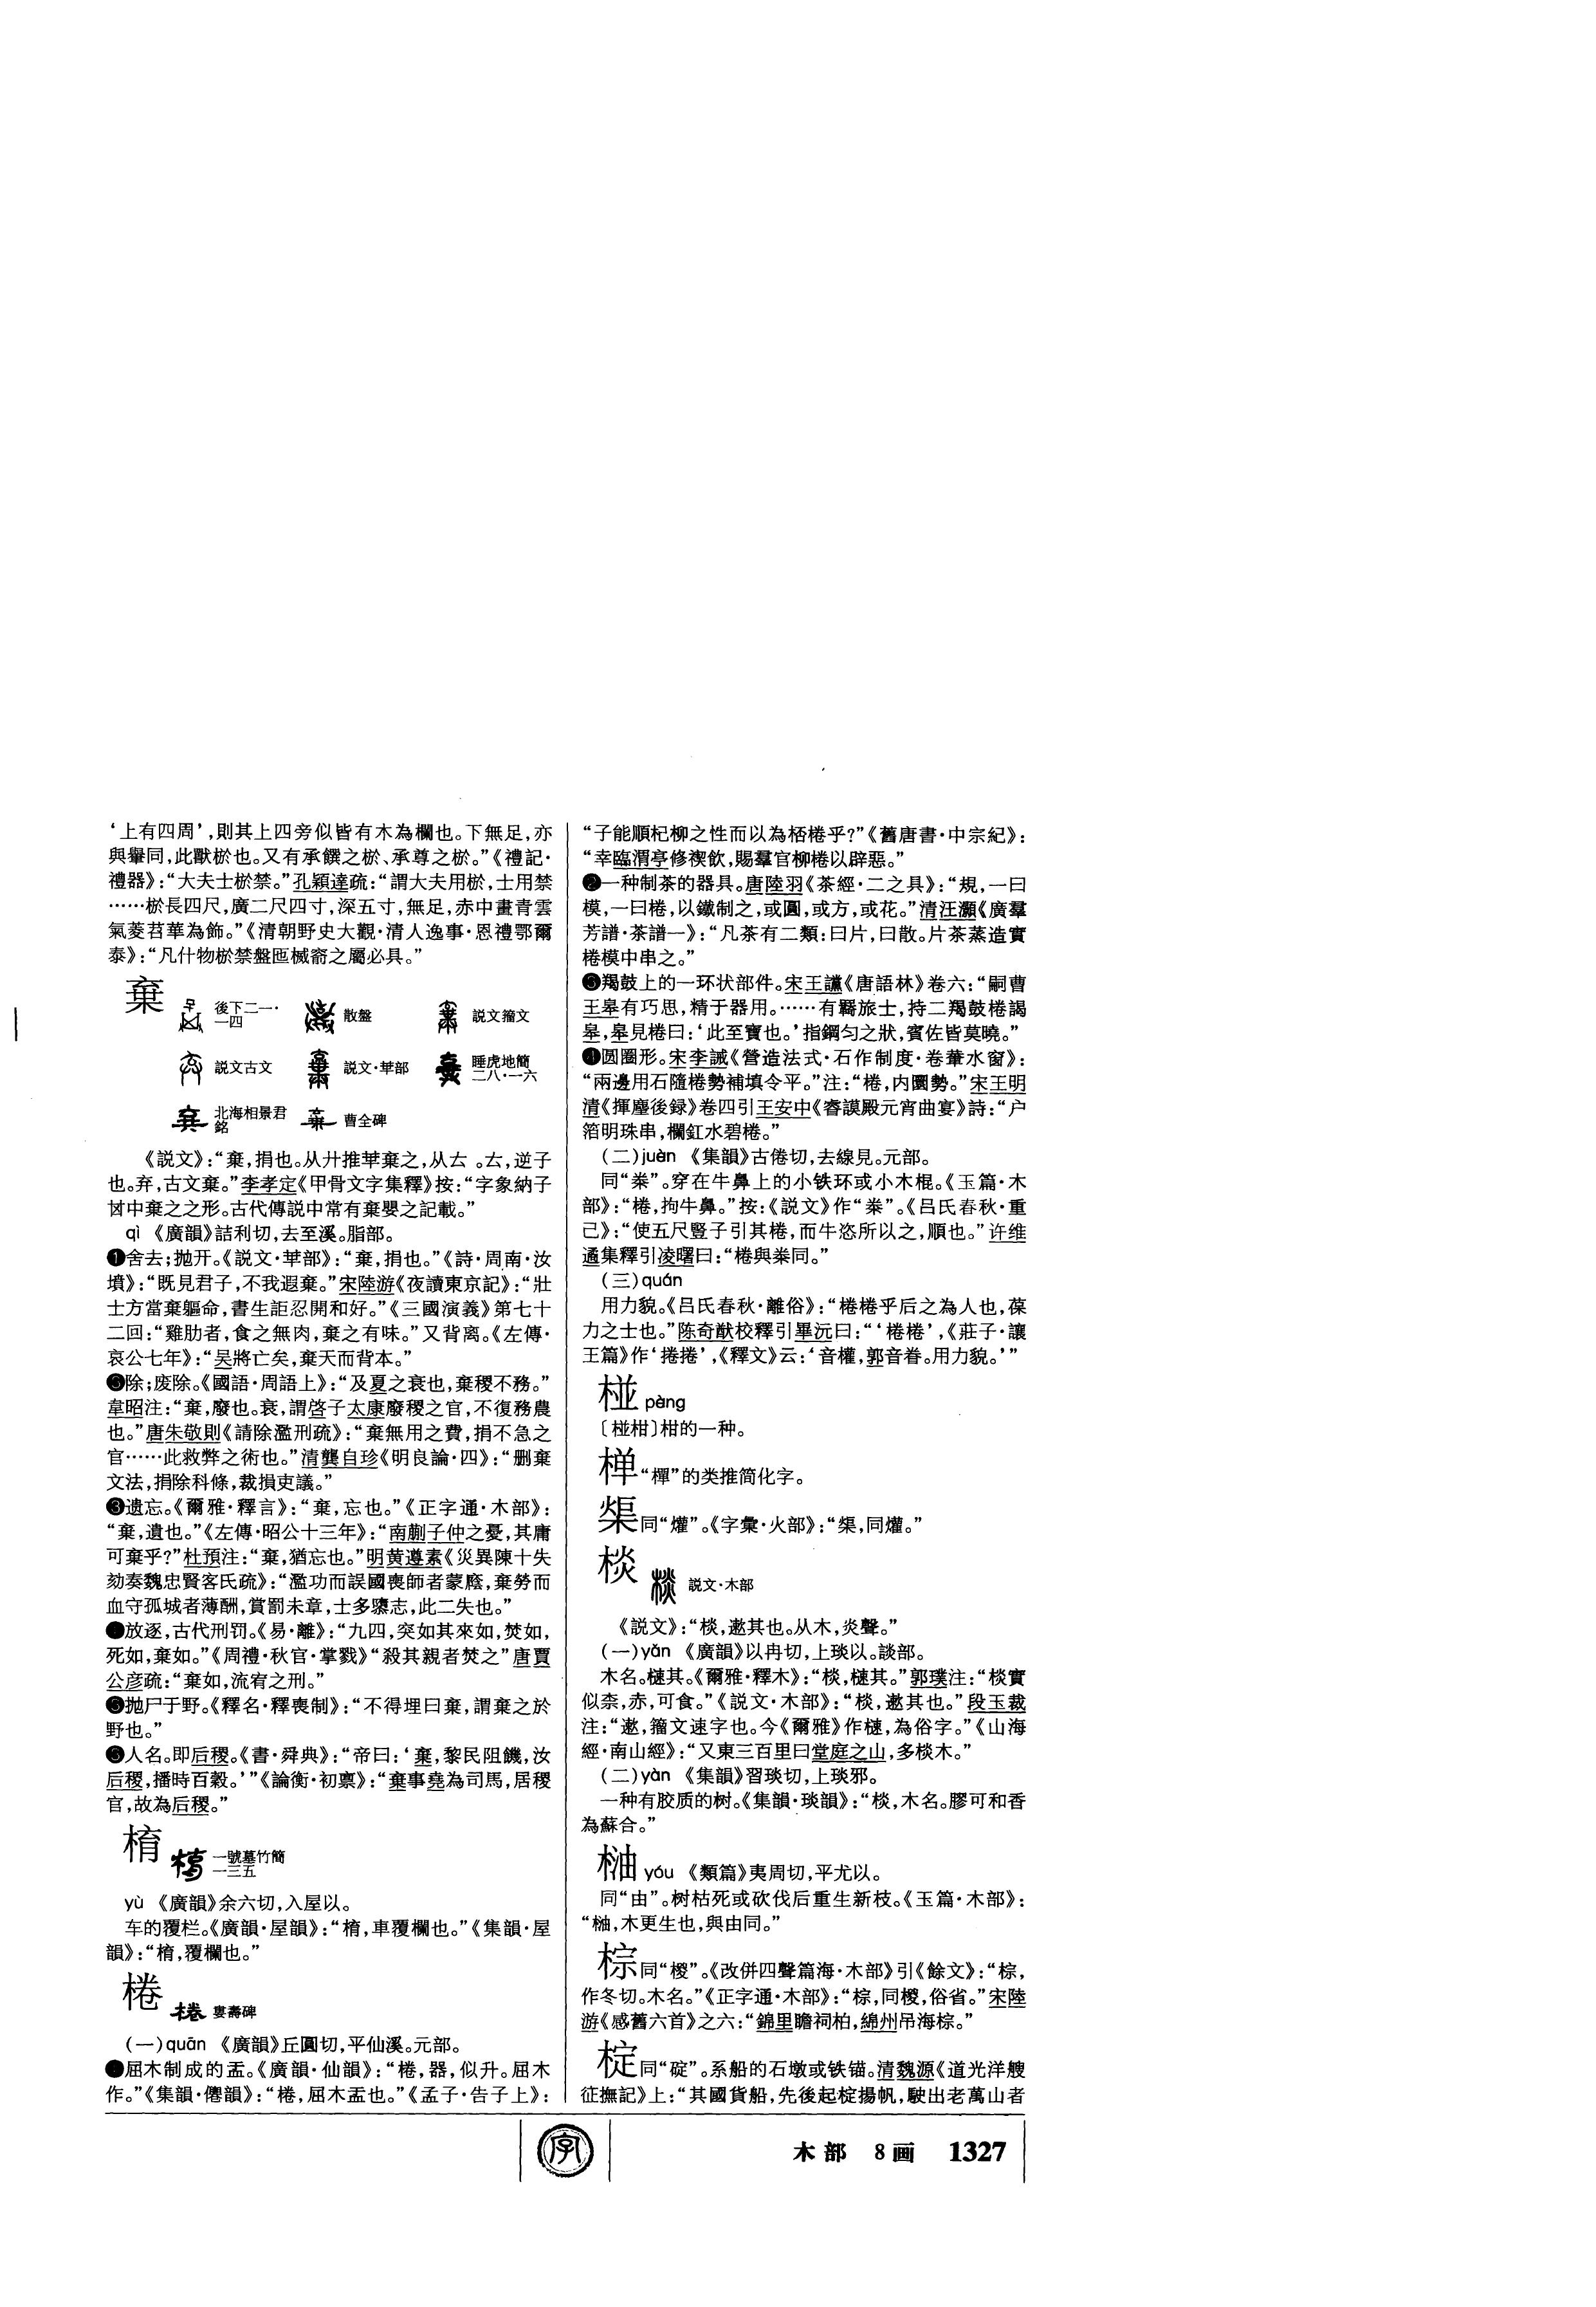 ‘上有四周’,則其上四旁似皆有木為欄也。下無足,亦
與轝同,此獸棜也。又有承饌之棜、承尊之棜。”《禮記·
禮器》:“大夫士棜禁。”孔穎達疏:“謂大夫用棜,士用禁
……棜長四尺,廣二尺四寸,深五寸,無足,赤中畫青雲
氣菱苕華為飾。”《清朝野史大觀·清人逸事·恩禮鄂爾
泰》:“凡什物棜禁盤匜椷窬之屬必具。”
棄
後下二一·一四 散盤 説文籀文
説文古文 説文·𠦒部 睡虎地簡二八·一六
北海相景君銘 曹全碑
《説文》:“棄,捐也。从廾推𠦒棄之,从𠫓。𠫓,逆子
也。弃,古文棄。”李孝定《甲骨文字集釋》按:“字象納子
𠀠中棄之之形。古代傳説中常有棄嬰之記載。”
qì 《廣韻》詰利切,去至溪。脂部。
❶舍去;抛开。《説文·𠦒部》:“棄,捐也。”《詩·周南·汝
墳》:“既見君子,不我遐棄。”宋陸游《夜讀東京記》:“壯
士方當棄軀命,書生詎忍開和好。”《三國演義》第七十
二回:“雞肋者,食之無肉,棄之有味。”又背离。《左傳·
哀公七年》:“吴將亡矣,棄天而背本。”
❷除;废除。《國語·周語上》:“及夏之衰也,棄稷不務。”
韋昭注:“棄,廢也。衰,謂啓子太康廢稷之官,不復務農
也。”唐朱敬則《請除濫刑疏》:“棄無用之費,捐不急之
官……此救弊之術也。”清龔自珍《明良論·四》:“删棄
文法,捐除科條,裁損吏議。”
❸遗忘。《爾雅·釋言》:“棄,忘也。”《正字通·木部》:
“棄,遺也。”《左傳·昭公十三年》:“南蒯子仲之憂,其庸
可棄乎?”杜預注:“棄,猶忘也。”明黄遵素《災異陳十失
劾奏魏忠賢客氏疏》:“濫功而誤國喪師者蒙廕,棄勞而
血守孤城者薄酬,賞罰未章,士多隳志,此二失也。”
❹放逐,古代刑罚。《易·離》:“九四,突如其來如,焚如,
死如,棄如。”《周禮·秋官·掌戮》“殺其親者焚之”唐賈
公彦疏:“棄如,流宥之刑。”
❺抛尸于野。《釋名·釋喪制》:“不得埋曰棄,謂棄之於
野也。”
❻人名。即后稷。《書·舜典》:“帝曰:‘棄,黎民阻饑,汝
后稷,播時百穀。’”《論衡·初禀》:“棄事堯為司馬,居稷
官,故為后稷。”
棛
一號墓竹簡一三五
yù 《廣韻》余六切,入屋以。
车的覆栏。《廣韻·屋韻》:“棛,車覆欄也。”《集韻·屋
韻》:“棛,覆欄也。”
棬
婁壽碑
(一)quān 《廣韻》丘圓切,平仙溪。元部。
❶屈木制成的盂。《廣韻·仙韻》:“棬,器,似升。屈木
作。”《集韻·僊韻》:“棬,屈木盂也。”《孟子·告子上》:
“子能順杞柳之性而以為桮棬乎?”《舊唐書·中宗紀》:
“幸臨渭亭修禊飲,賜羣官柳棬以辟惡。”
❷一种制茶的器具。唐陸羽《茶經·二之具》:“規,一曰
模,一曰棬,以鐵制之,或圓,或方,或花。”清汪灝《廣羣
芳譜·茶譜一》:“凡茶有二類:曰片,曰散。片茶蒸造實
棬模中串之。”
❸羯鼓上的一环状部件。宋王讜《唐語林》卷六:“嗣曹
王皋有巧思,精于器用。……有羇旅士,持二羯鼓棬謁
皋,皋見棬曰:‘此至寶也。’指鋼匀之狀,賓佐皆莫曉。”
❹圆圈形。宋李誡《營造法式·石作制度·卷葦水窗》:
“兩邊用石隨棬勢補填令平。”注:“棬,内圜勢。”宋王明
清《揮麈後録》卷四引王安中《睿謨殿元宵曲宴》詩:“户
箔明珠串,欄釭水碧棬。”
(二)juàn 《集韻》古倦切,去線見。元部。
同“桊”。穿在牛鼻上的小铁环或小木棍。《玉篇·木
部》:“棬,拘牛鼻。”按:《説文》作“桊”。《吕氏春秋·重
己》:“使五尺豎子引其棬,而牛恣所以之,順也。”许维
遹集釋引凌曙曰:“棬與桊同。”
(三)quán
用力貌。《吕氏春秋·離俗》:“棬棬乎后之為人也,葆
力之士也。”陈奇猷校釋引畢沅曰:“‘棬棬’,《莊子·讓
王篇》作‘捲捲’,《釋文》云:‘音權,郭音眷。用力貌。’”
椪 pèng
〔椪柑〕柑的一种。
𣗊“樿”的类推简化字。
榘同“爟”。《字彙·火部》:“榘,同爟。”
棪
説文·木部
《説文》:“棪,遬其也。从木,炎聲。”
(一)yǎn 《廣韻》以冉切,上琰以。談部。
木名。樕其。《爾雅·釋木》:“棪,樕其。”郭璞注:“棪實
似柰,赤,可食。”《説文·木部》:“棪,遬其也。”段玉裁
注:“遬,籀文速字也。今《爾雅》作樕,為俗字。”《山海
經·南山經》:“又東三百里曰堂庭之山,多棪木。”
(二)yàn 《集韻》習琰切,上琰邪。
一种有胶质的树。《集韻·琰韻》:“棪,木名。膠可和香
為蘇合。”
㮋 yóu 《類篇》夷周切,平尤以。
同“由”。树枯死或砍伐后重生新枝。《玉篇·木部》:
“㮋,木更生也,與由同。”
棕同“椶”。《改併四聲篇海·木部》引《餘文》:“棕,
作冬切。木名。”《正字通·木部》:“棕,同椶,俗省。”宋陸
游《感舊六首》之六:“錦里瞻祠柏,綿州吊海棕。”
椗同“碇”。系船的石墩或铁锚。清魏源《道光洋艘
征撫記》上:“其國貨船,先後起椗揚帆,駛出老萬山者
字
木部 8画 1327